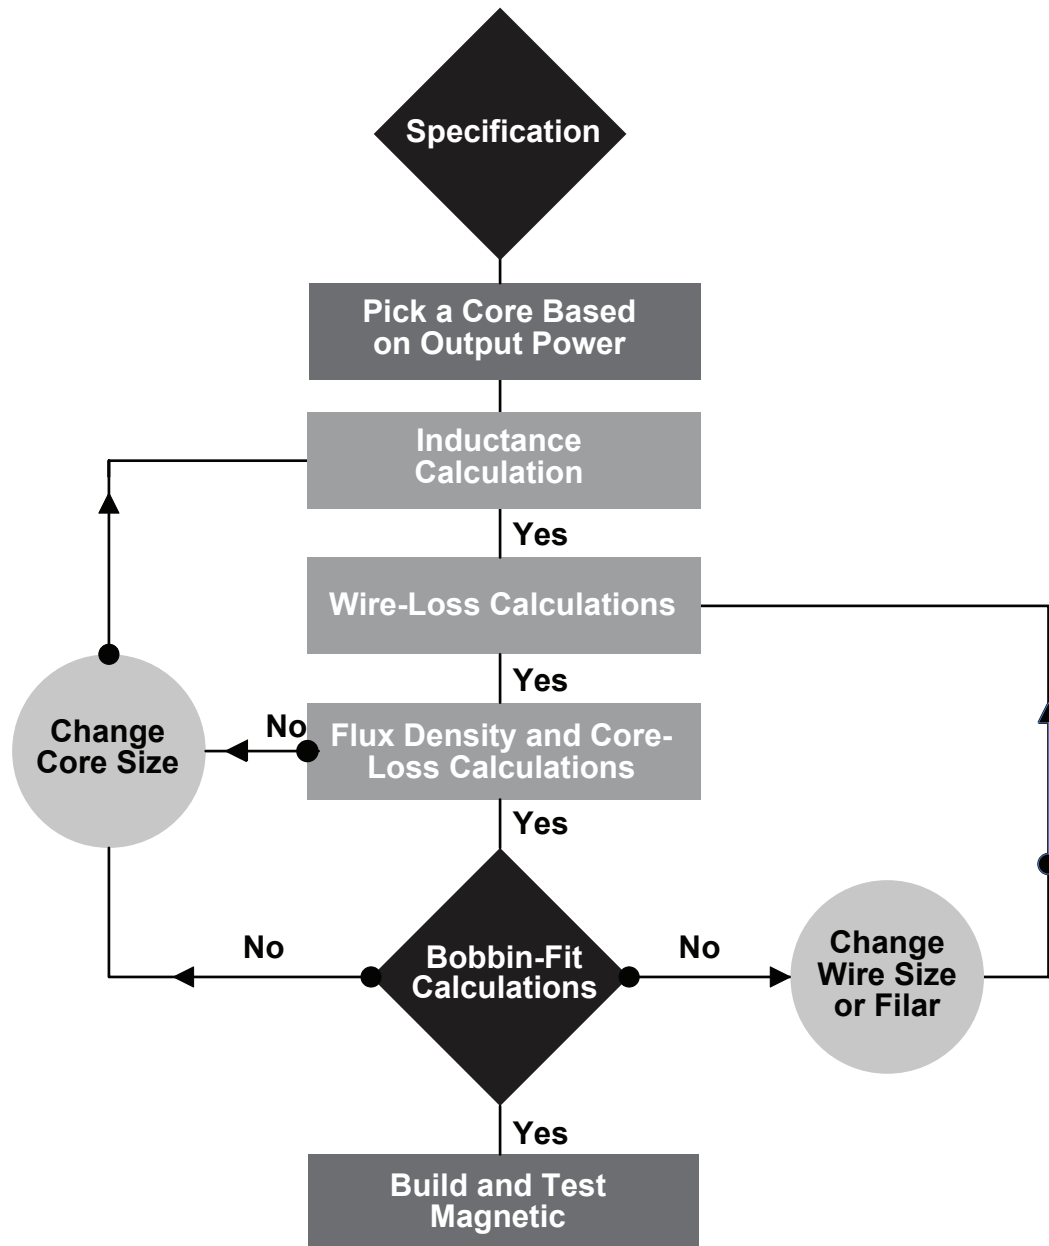 Specification
Pick a Core Based
on Output Power
Inductance
Calculation
Yes
Wire-Loss Calculations
Yes
Change
Core Size
No
Flux Density and Core-
Loss Calculations
Yes
No
Bobbin-Fit
Calculations
No
Change
Wire Size
or Filar
Yes
Build and Test
Magnetic